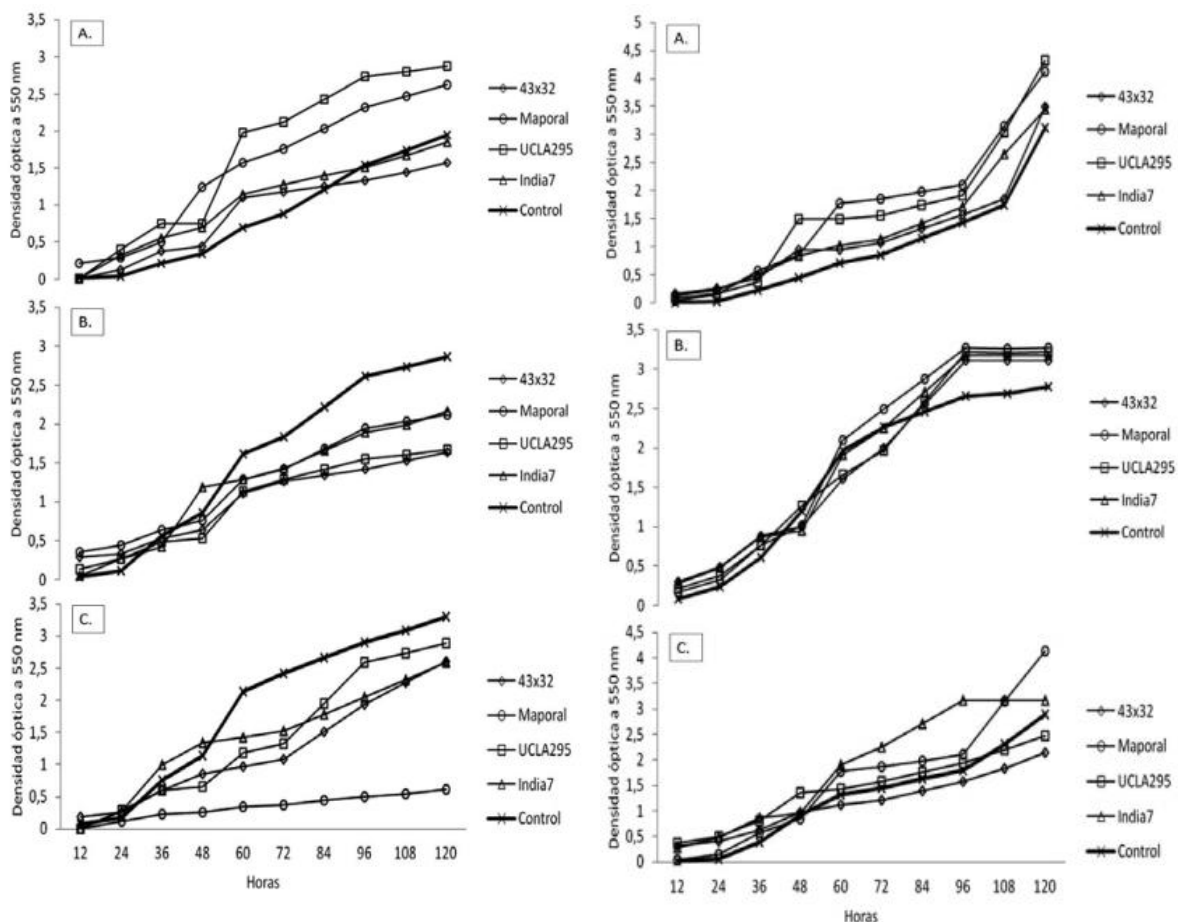 A.
Densidad óptica a 550 nm
3,5
3
2,5
2
1,5
1
0,5
0
43x32
Maporal
UCLA295
India7
Control
B.
Densidad óptica a 550 nm
3,5
3
2,5
2
1,5
1
0,5
0
43x32
Maporal
UCLA295
India7
Control
C.
Densidad óptica a 550 nm
3,5
3
2,5
2
1,5
1
0,5
0
43x32
Maporal
UCLA295
India7
Control
12 24 36 48 60 72 84 96 108 120
Horas
A.
Densidad óptica a 550 nm
5
4,5
4
3,5
3
2,5
2
1,5
1
0,5
0
43x32
Maporal
UCLA295
India7
Control
B.
Densidad óptica a 550 nm
3,5
3
2,5
2
1,5
1
0,5
0
43x32
Maporal
UCLA295
India7
Control
C.
Densidad óptica a 550 nm
4,5
4
3,5
3
2,5
2
1,5
1
0,5
0
43x32
Maporal
UCLA295
India7
Control
12 24 36 48 60 72 84 96 108 120
Horas